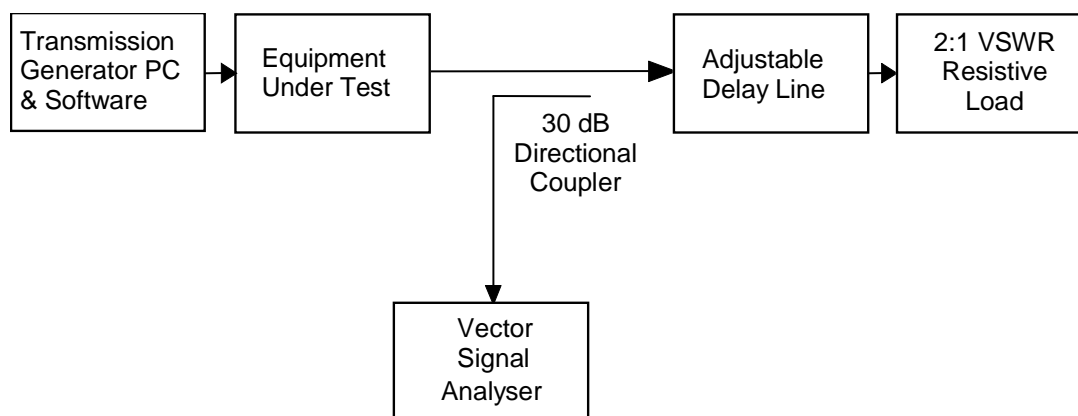 Transmission
Generator PC
& Software
Equipment
Under Test
30 dB
Directional
Coupler
Adjustable
Delay Line
2:1 VSWR
Resistive
Load
Vector
Signal
Analyser